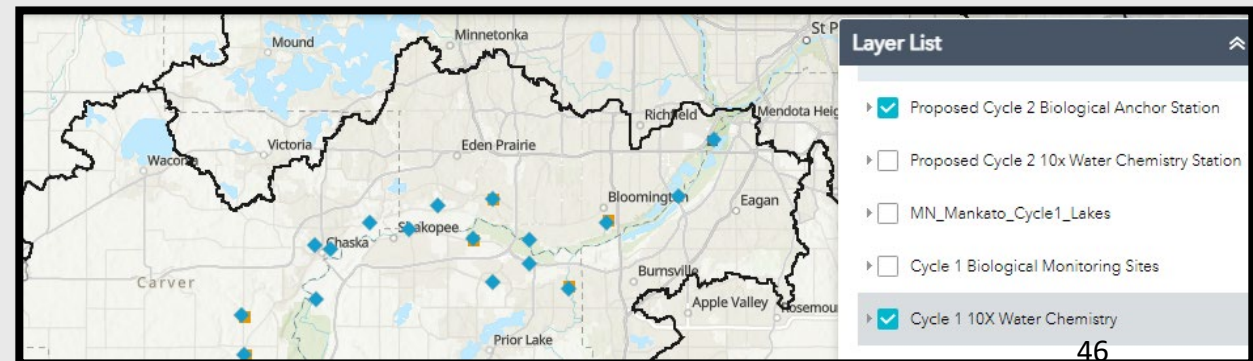 Mound
Minnetonka
St P
Richfield
Mendota Heig
Victoria
Eden Prairie
Waconia
Bloomington
Eagan
Shakopee
Chaska
Carver
Burnsville
Apple Valley
Rosemou
Prior Lake
Layer List
Proposed Cycle 2 Biological Anchor Station
Proposed Cycle 2 10x Water Chemistry Station
MN_Mankato_Cycle1_Lakes
Cycle 1 Biological Monitoring Sites
Cycle 1 10X Water Chemistry
46